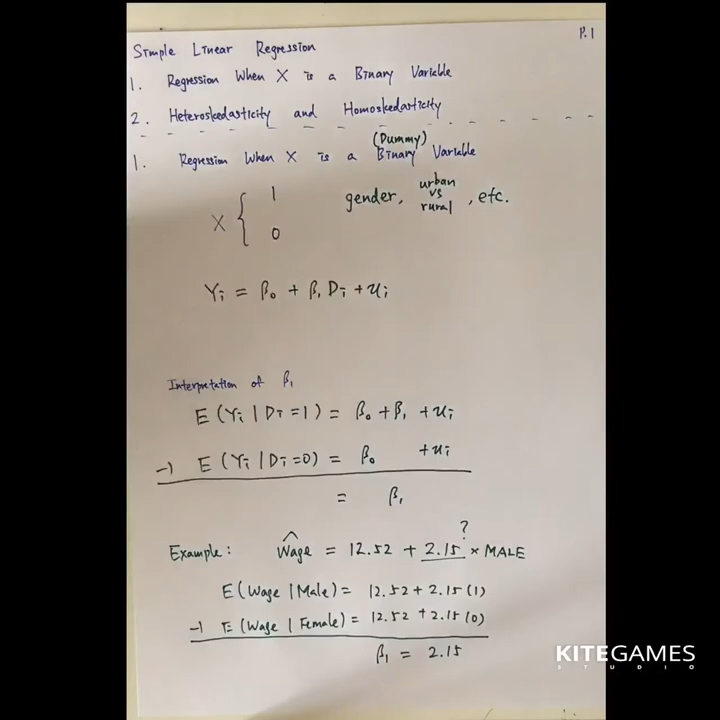 P.1
Simple Linear Regression
1. Regression When X is a Binary Variable
2. Heteroskedasticity and Homoskedasticity
(Dummy)
1. Regression When X is a Binary Variable
X { 1 0
gender, urban vs rural, etc.
Yi = β0 + β1 Di + ui
Interpretation of β1
E (Yi | Di = 1) = β0 + β1 + ui
-) E (Yi | Di = 0) = β0 + ui
= β1
?
Example: Ŵage = 12.52 + 2.15 × MALE
E (Wage | Male) = 12.52 + 2.15 (1)
-) E (Wage | Female) = 12.52 + 2.15 (0)
β1 = 2.15
KITEGAMES
STUDIO